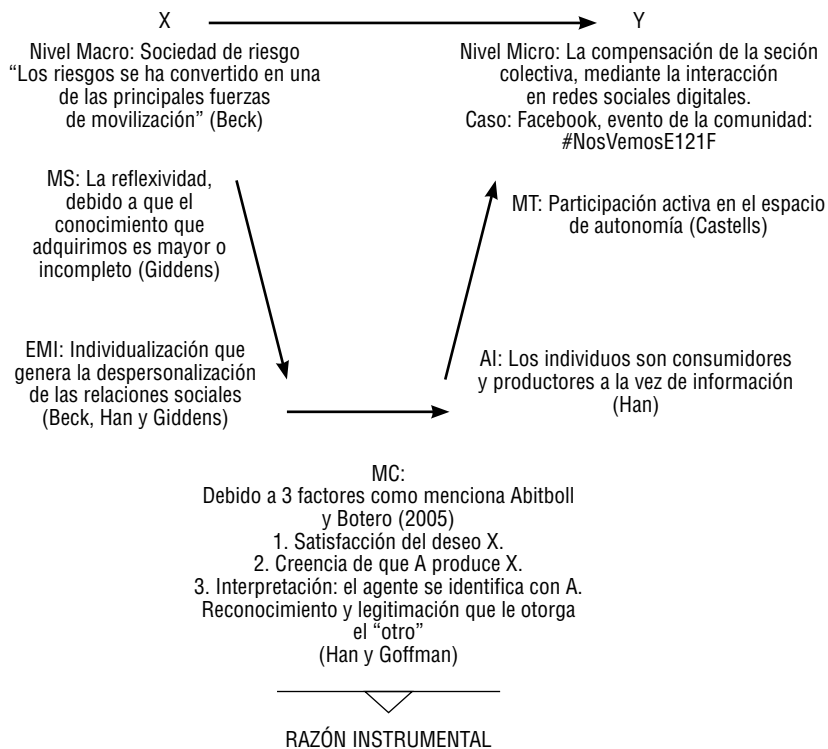 X
Y
Nivel Macro: Sociedad de riesgo
“Los riesgos se ha convertido en una
de las principales fuerzas
de movilización” (Beck)
Nivel Micro: La compensación de la seción
colectiva, mediante la interacción
en redes sociales digitales.
Caso: Facebook, evento de la comunidad:
#NosVemosE121F
MS: La reflexividad,
debido a que el
conocimiento que
adquirimos es mayor o
incompleto (Giddens)
MT: Participación activa en el espacio
de autonomía (Castells)
EMI: Individualización que
genera la despersonalización
de las relaciones sociales
(Beck, Han y Giddens)
AI: Los individuos son consumidores
y productores a la vez de información
(Han)
MC:
Debido a 3 factores como menciona Abitboll
y Botero (2005)
1. Satisfacción del deseo X.
2. Creencia de que A produce X.
3. Interpretación: el agente se identifica con A.
Reconocimiento y legitimación que le otorga
el “otro”
(Han y Goffman)
RAZÓN INSTRUMENTAL